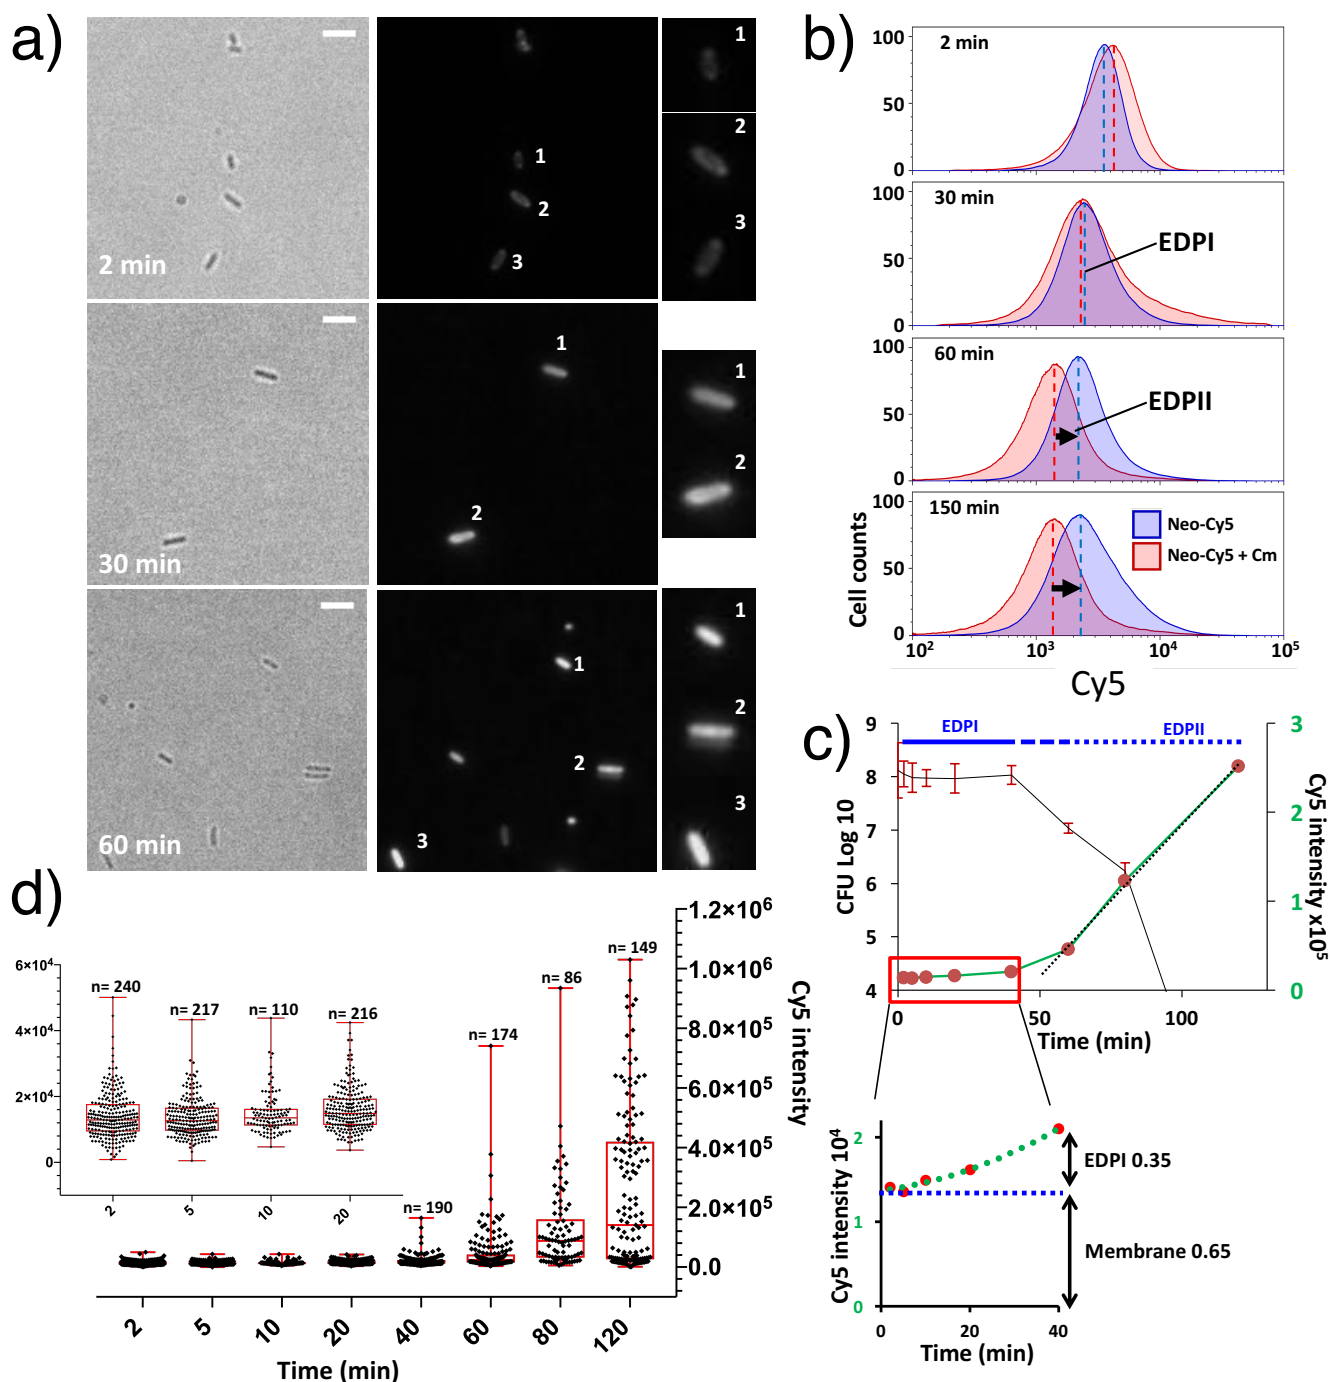 a)
2 min
1
2
3
1
2
3
30 min
1
2
1
2
60 min
1
2
3
1
2
3
b)
100
50
0
2 min
100
50
0
30 min
EDPI
100
50
0
60 min
EDPII
100
50
0
150 min
Neo-Cy5
Neo-Cy5 + Cm
Cell counts
10² 10³ 10⁴ 10⁵
Cy5
c)
9
8
7
6
5
4
CFU Log 10
EDPI
EDPII
3
2
1
0
Cy5 intensity x10⁵
0 50 100
Time (min)
2
1
0
Cy5 intensity 10⁴
EDPI 0.35
Membrane 0.65
0 20 40
Time (min)
d)
6×10⁴
4×10⁴
2×10⁴
0
n= 240
n= 217
n= 110
n= 216
2 5 10 20
n= 190
n= 174
n= 86
n= 149
1.2×10⁶
1.0×10⁶
8.0×10⁵
6.0×10⁵
4.0×10⁵
2.0×10⁵
0.0
Cy5 intensity
2 5 10 20 40 60 80 120
Time (min)